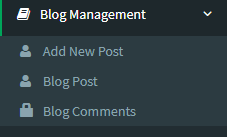 Blog Management
Add New Post
Blog Post
Blog Comments